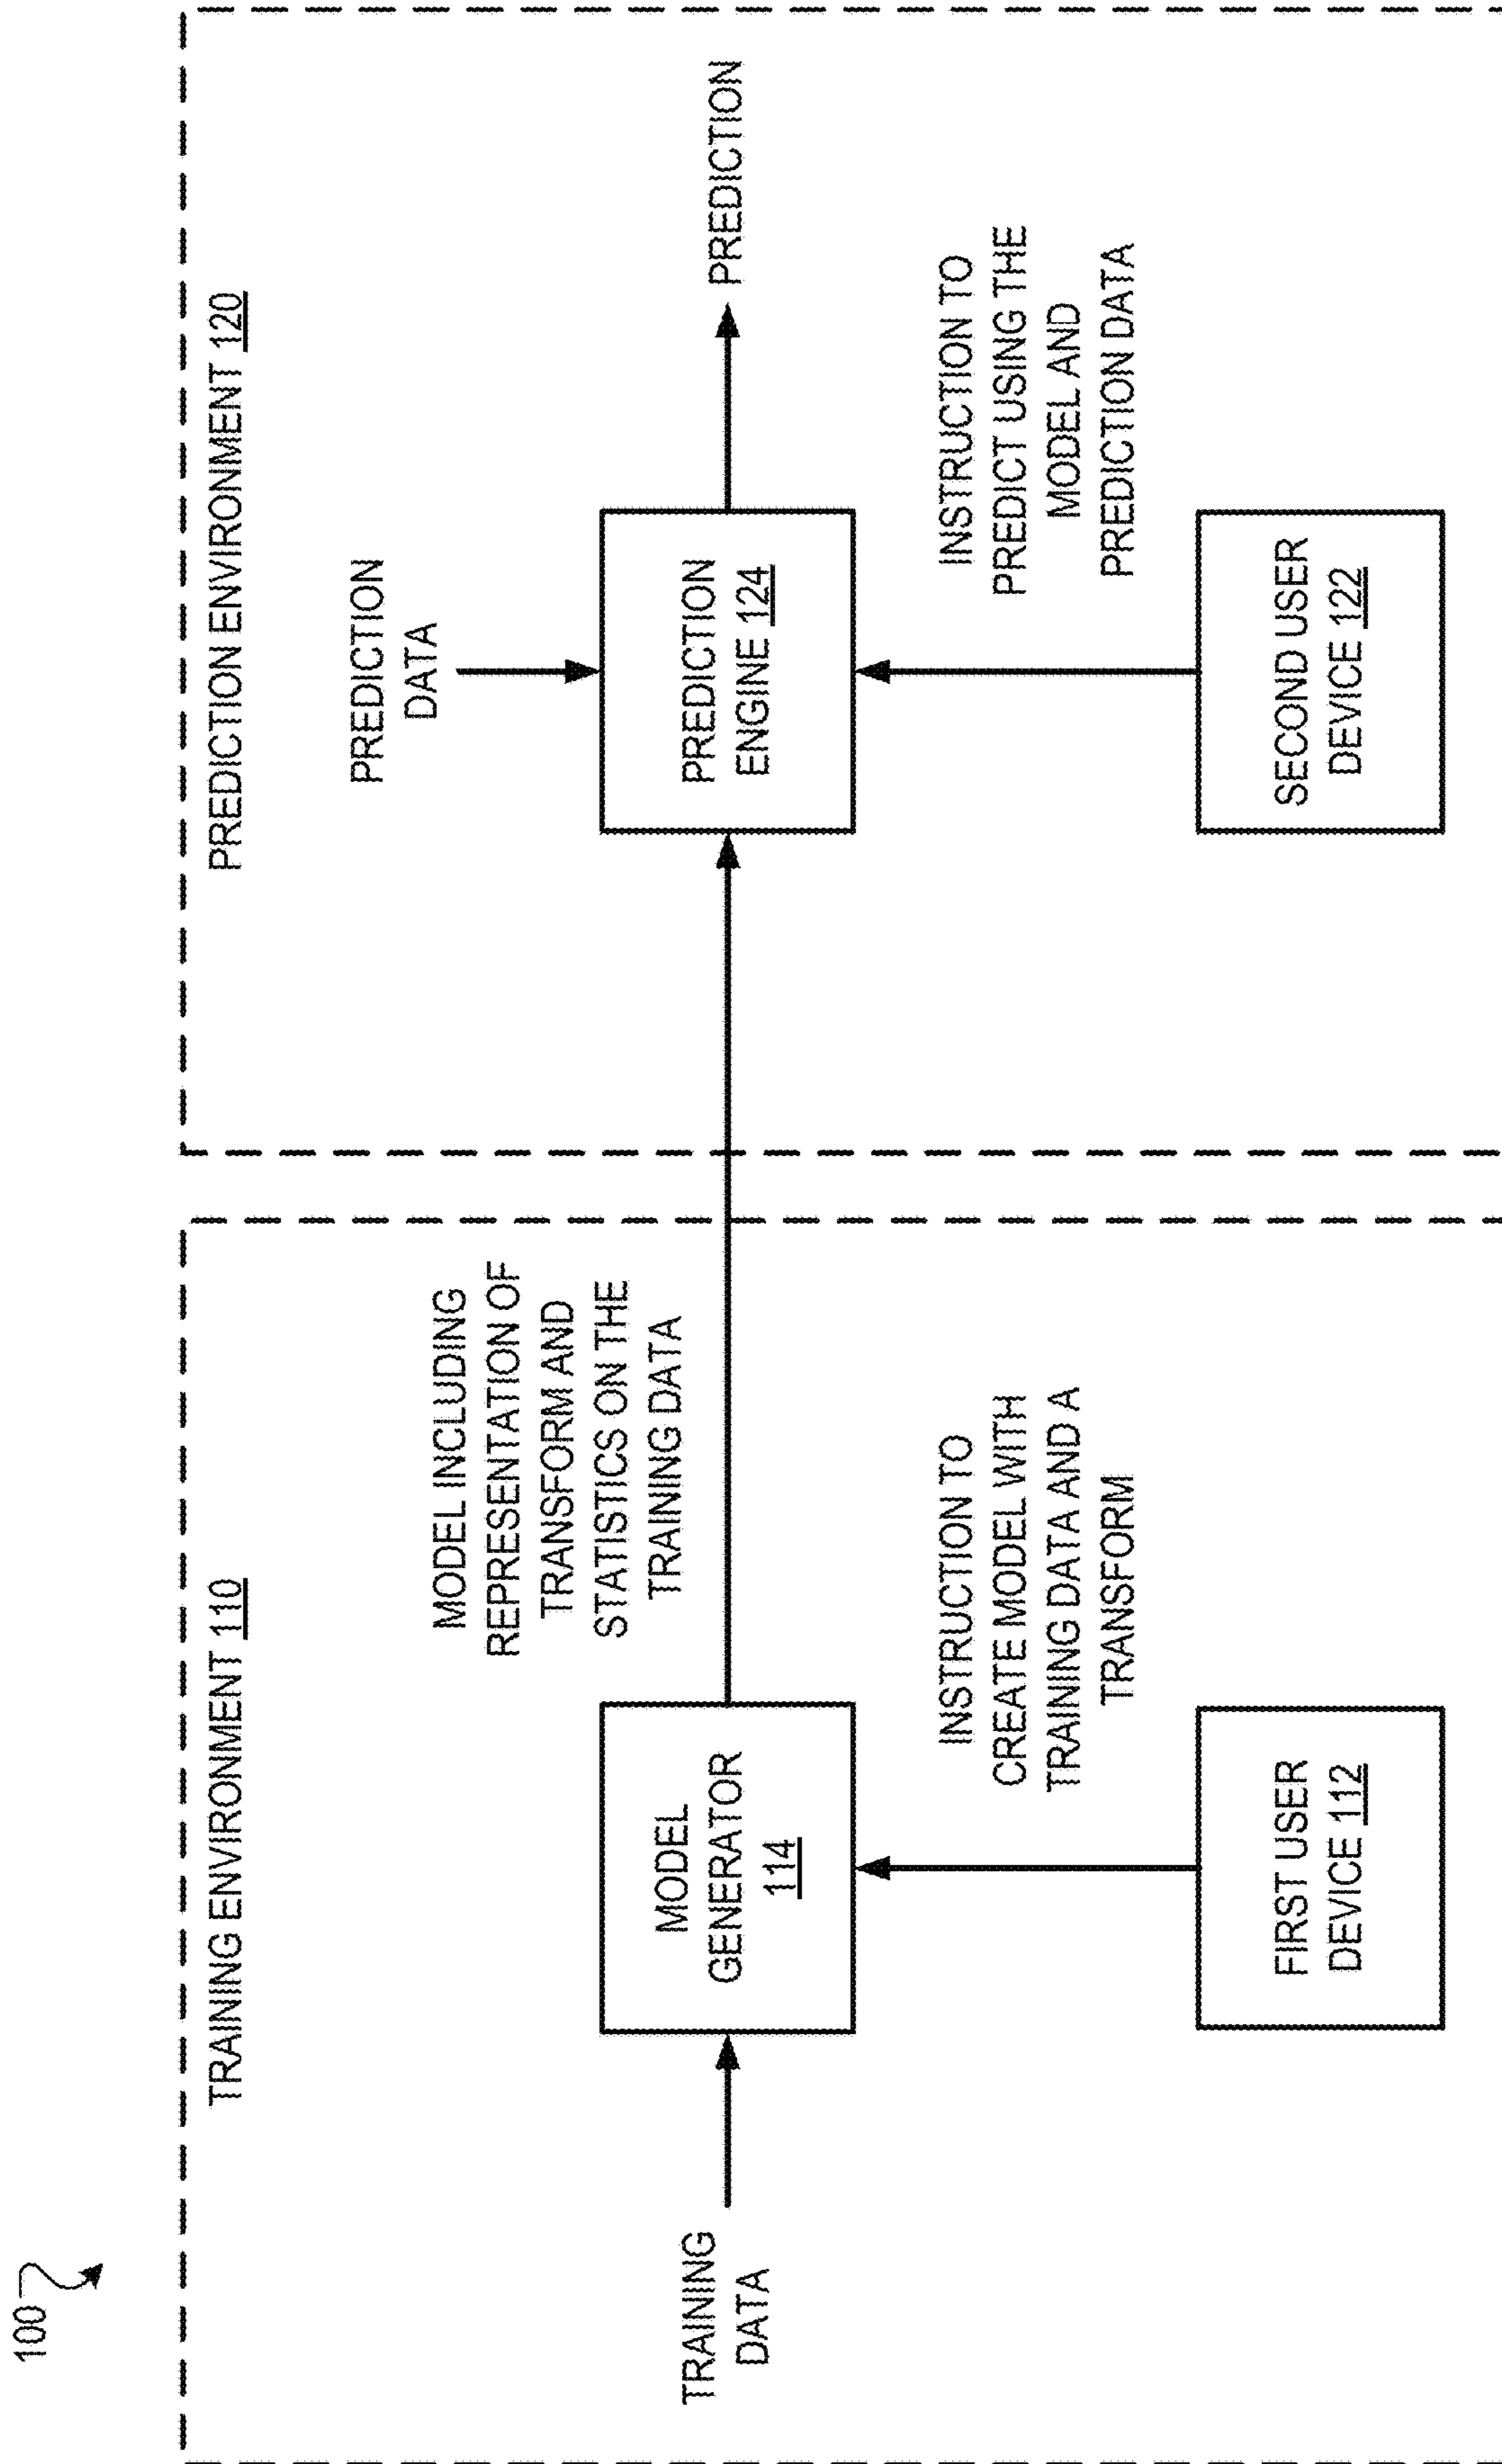 100
TRAINING ENVIRONMENT 110
TRAINING
DATA
MODEL
GENERATOR
114
MODEL INCLUDING
REPRESENTATION OF
TRANSFORM AND
STATISTICS ON THE
TRAINING DATA
INSTRUCTION TO
CREATE MODEL WITH
TRAINING DATA AND A
TRANSFORM
FIRST USER
DEVICE 112
PREDICTION ENVIRONMENT 120
PREDICTION
DATA
PREDICTION
ENGINE 124
PREDICTION
INSTRUCTION TO
PREDICT USING THE
MODEL AND
PREDICTION DATA
SECOND USER
DEVICE 122